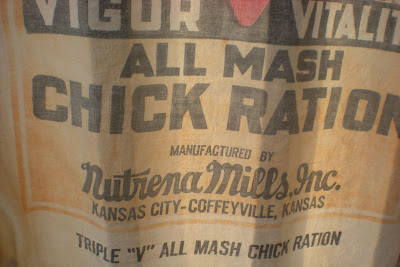 VIGOR VITALITY
ALL MASH
CHICK RATION
MANUFACTURED BY
Nutrena Mills, Inc.
KANSAS CITY-COFFEYVILLE, KANSAS
TRIPLE "V" ALL MASH CHICK RATION